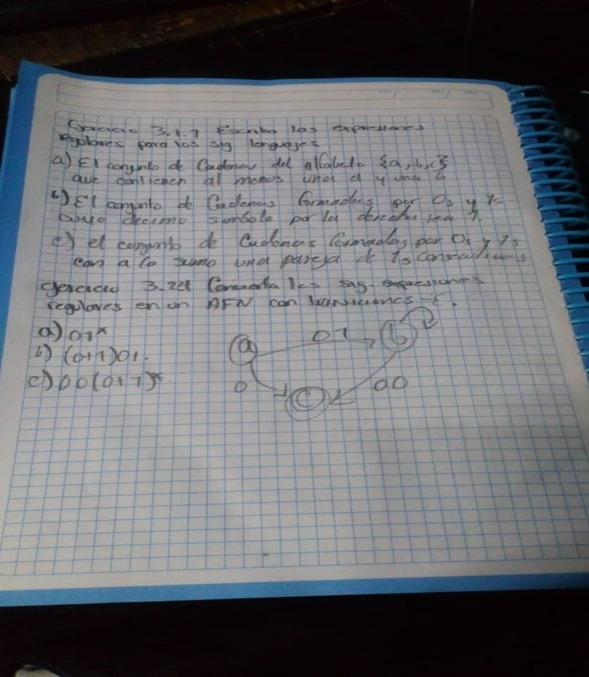 Ejercicio 3.1.1 Escriba las expresiones
regulares para los sig lenguajes
a) El conjunto de Cadenas del alfabeto {a, b, c}
que contienen al menos una a y una b
b) El conjunto de Cadenas formadas por 0s y 1s
cuyo decimo simbolo por la derecha sea 1.
c) el conjunto de Cadenas formadas por 0s y 1s
con a lo sumo una pareja de 1s consecutivos
Ejercicio 3.2.4 Convierta las sig. expresiones
regulares en un AFN con transiciones - ε.
a) 01*
b) (0+1)01.
c) 00(0+1)*
a
01
b
0
00
c